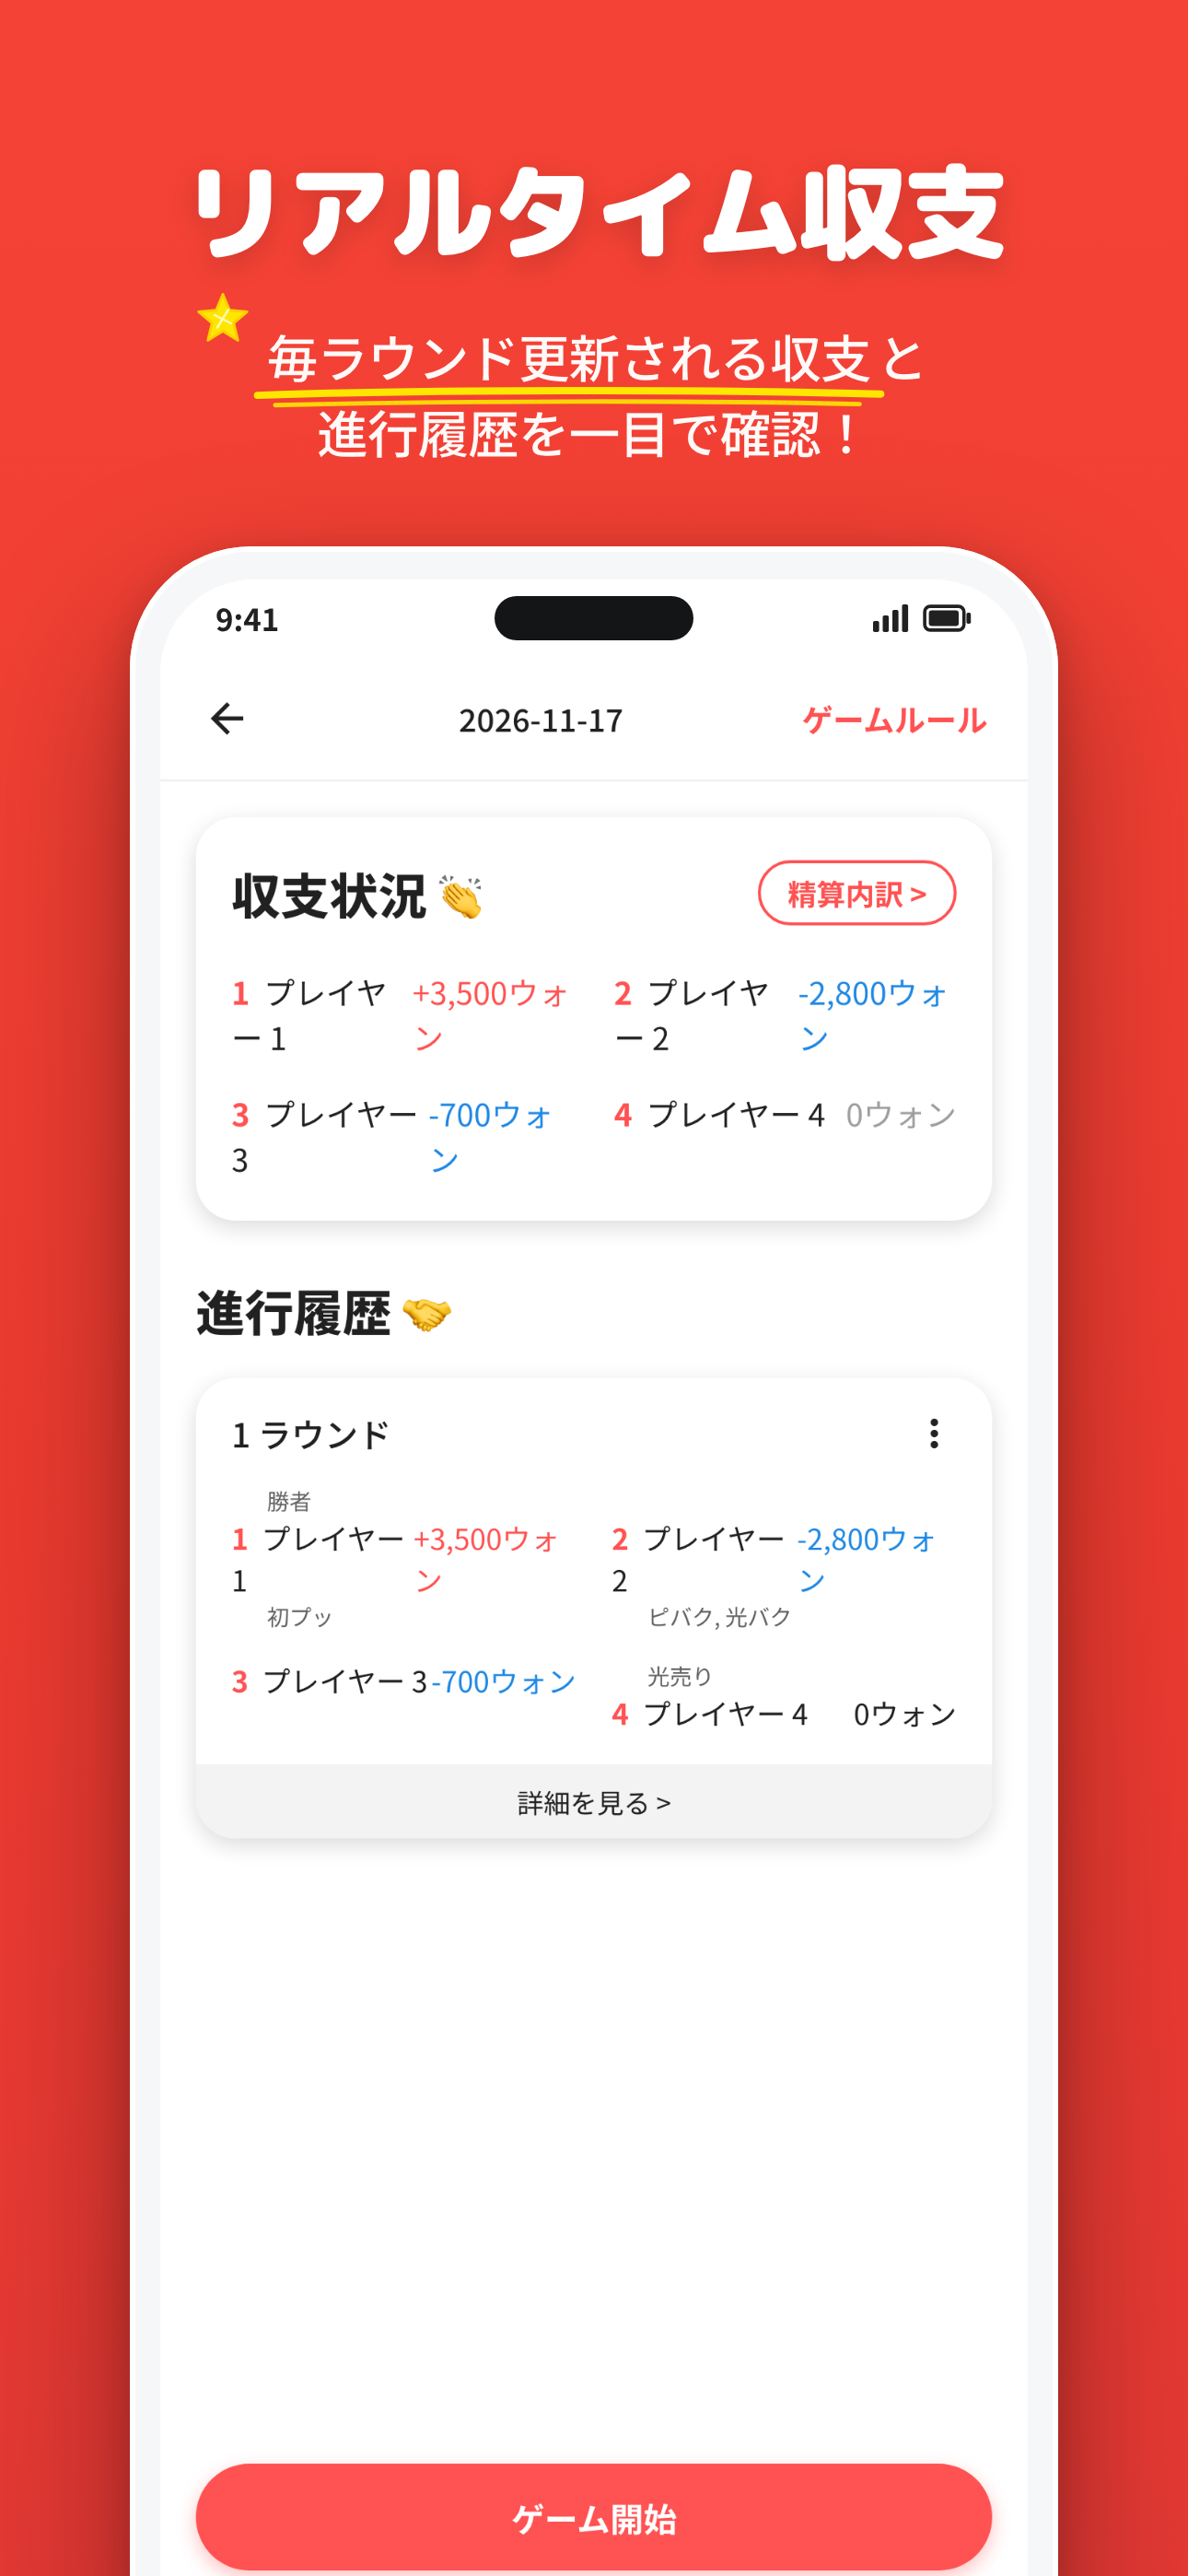 リアルタイム収支
毎ラウンド更新される収支と
進行履歴を一目で確認！
9:41
2026-11-17
ゲームルール
収支状況
精算内訳 >
1 プレイヤー 1 +3,500ウォン
2 プレイヤー 2 -2,800ウォン
3 プレイヤー 3 -700ウォン
4 プレイヤー 4 0ウォン
進行履歴
1 ラウンド
勝者
1 プレイヤー 1 +3,500ウォン
初プッ
2 プレイヤー 2 -2,800ウォン
ピバク, 光バク
3 プレイヤー 3 -700ウォン
光売り
4 プレイヤー 4 0ウォン
詳細を見る >
ゲーム開始